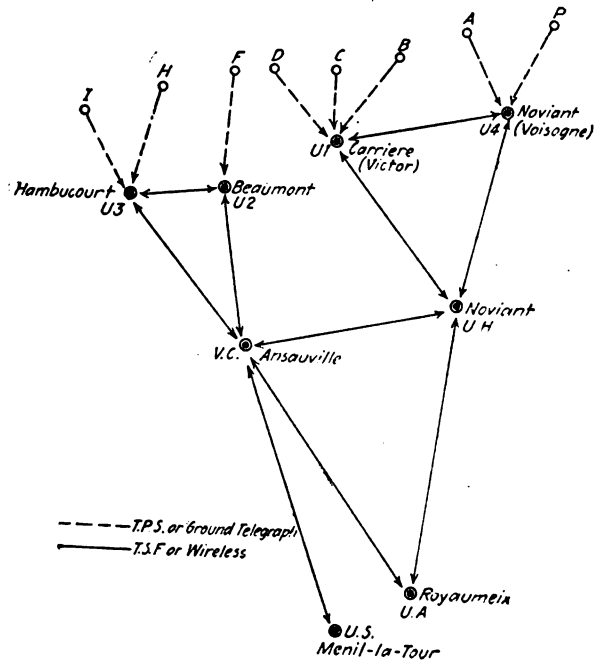 A
P
B
C
D
F
H
I
Noviant
U4 (Voisogne)
U1 Carriere
(Victor)
Hambucourt
U3
Beaumont
U2
Noviant
U.H
V.C. Ansauville
T.P.S. or Ground Telegraph
T.S.F or Wireless
Royaumeix
U.A
U.S.
Menil-la-Tour